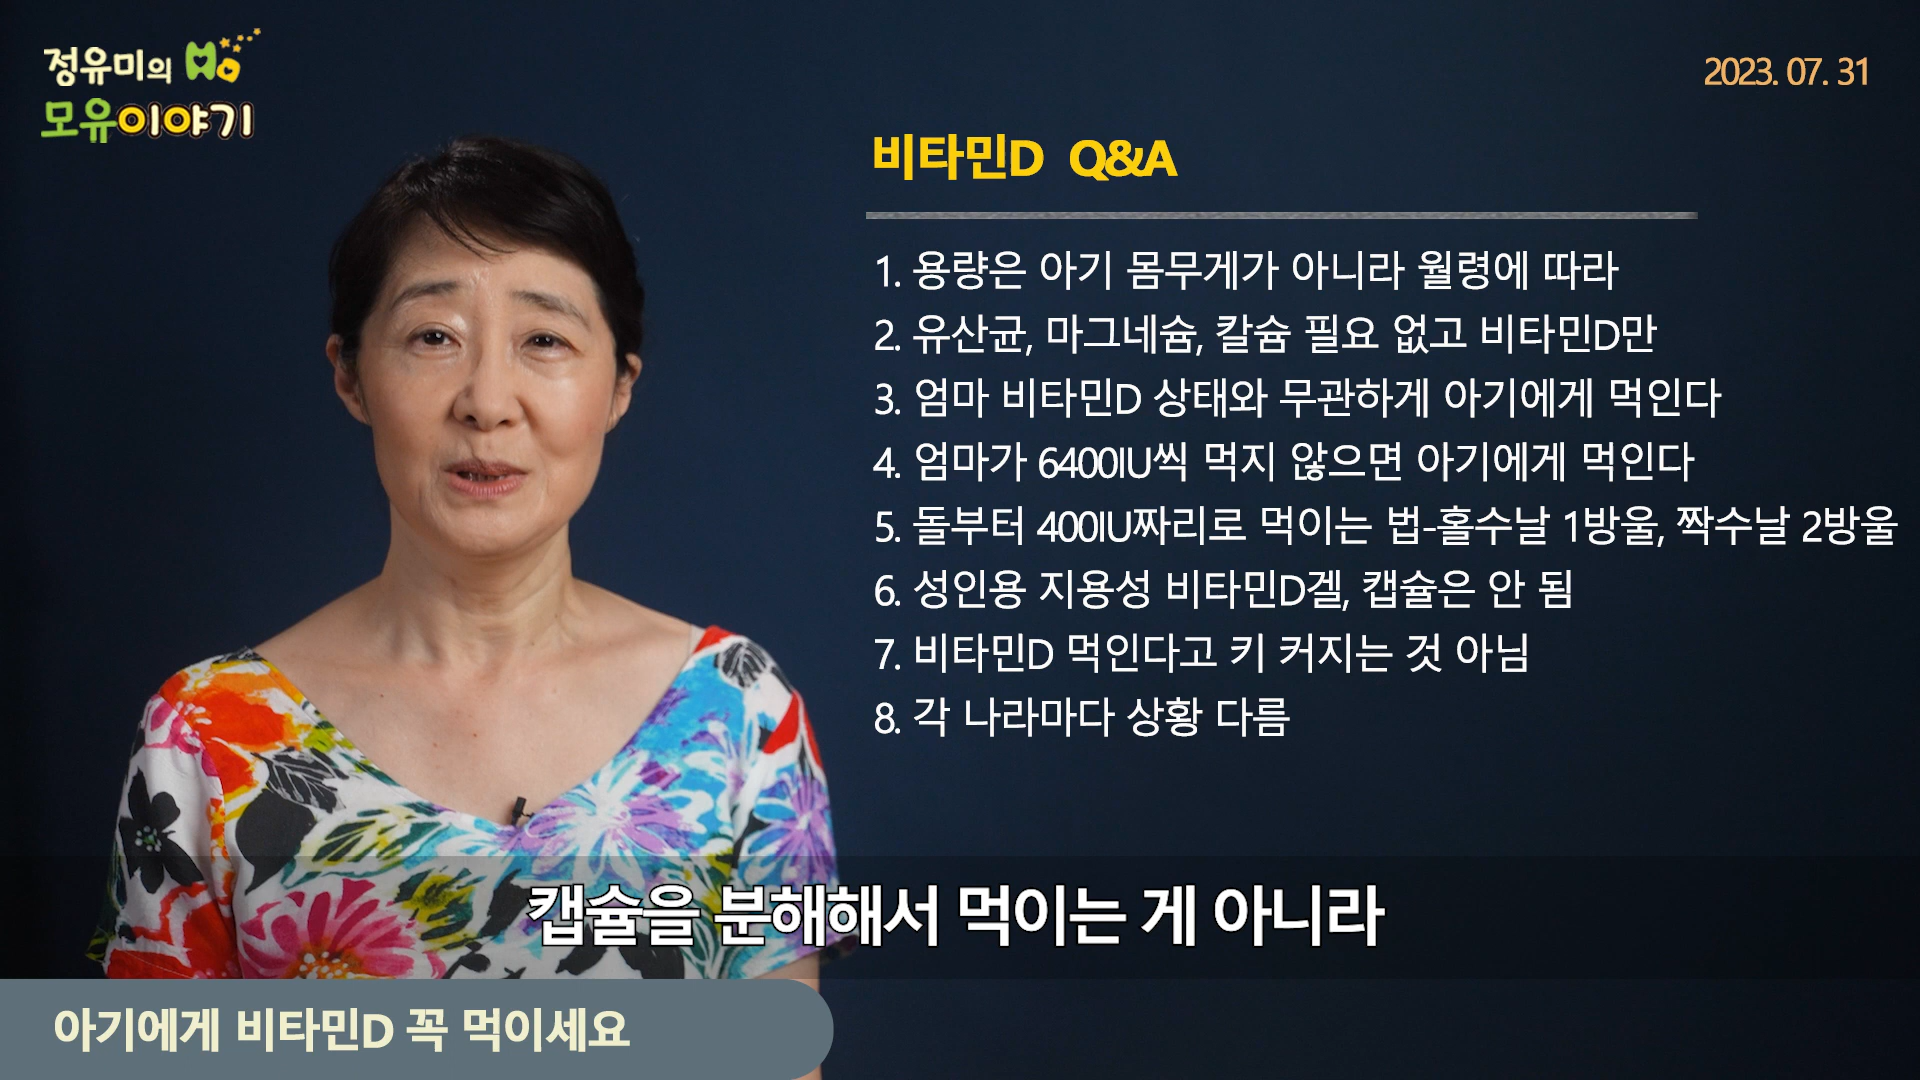 정유미의 Mo
모유이야기
2023. 07. 31
비타민D Q&A
1. 용량은 아기 몸무게가 아니라 월령에 따라
2. 유산균, 마그네슘, 칼슘 필요 없고 비타민D만
3. 엄마 비타민D 상태와 무관하게 아기에게 먹인다
4. 엄마가 6400IU씩 먹지 않으면 아기에게 먹인다
5. 돌부터 400IU짜리로 먹이는 법-홀수날 1방울, 짝수날 2방울
6. 성인용 지용성 비타민D겔, 캡슐은 안 됨
7. 비타민D 먹인다고 키 커지는 것 아님
8. 각 나라마다 상황 다름
캡슐을 분해해서 먹이는 게 아니라
아기에게 비타민D 꼭 먹이세요